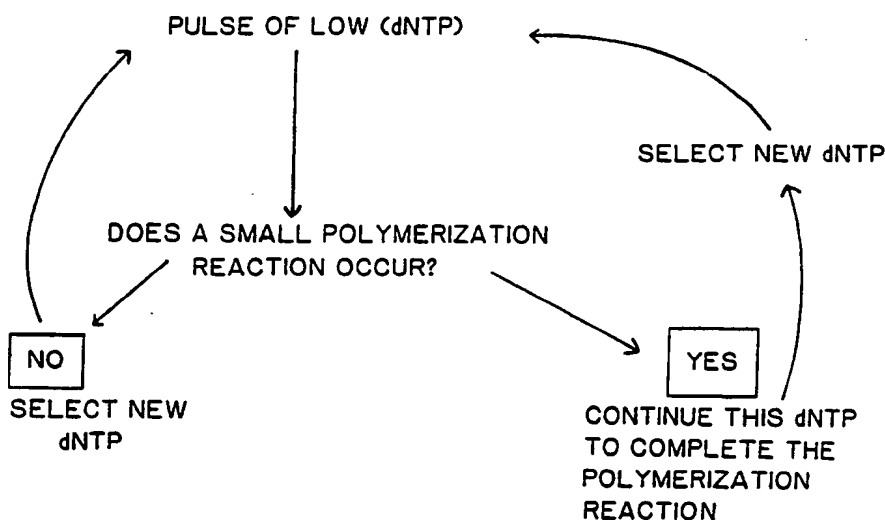 PULSE OF LOW (dNTP)
SELECT NEW dNTP
DOES A SMALL POLYMERIZATION
REACTION OCCUR?
NO
SELECT NEW
dNTP
YES
CONTINUE THIS dNTP
TO COMPLETE THE
POLYMERIZATION
REACTION